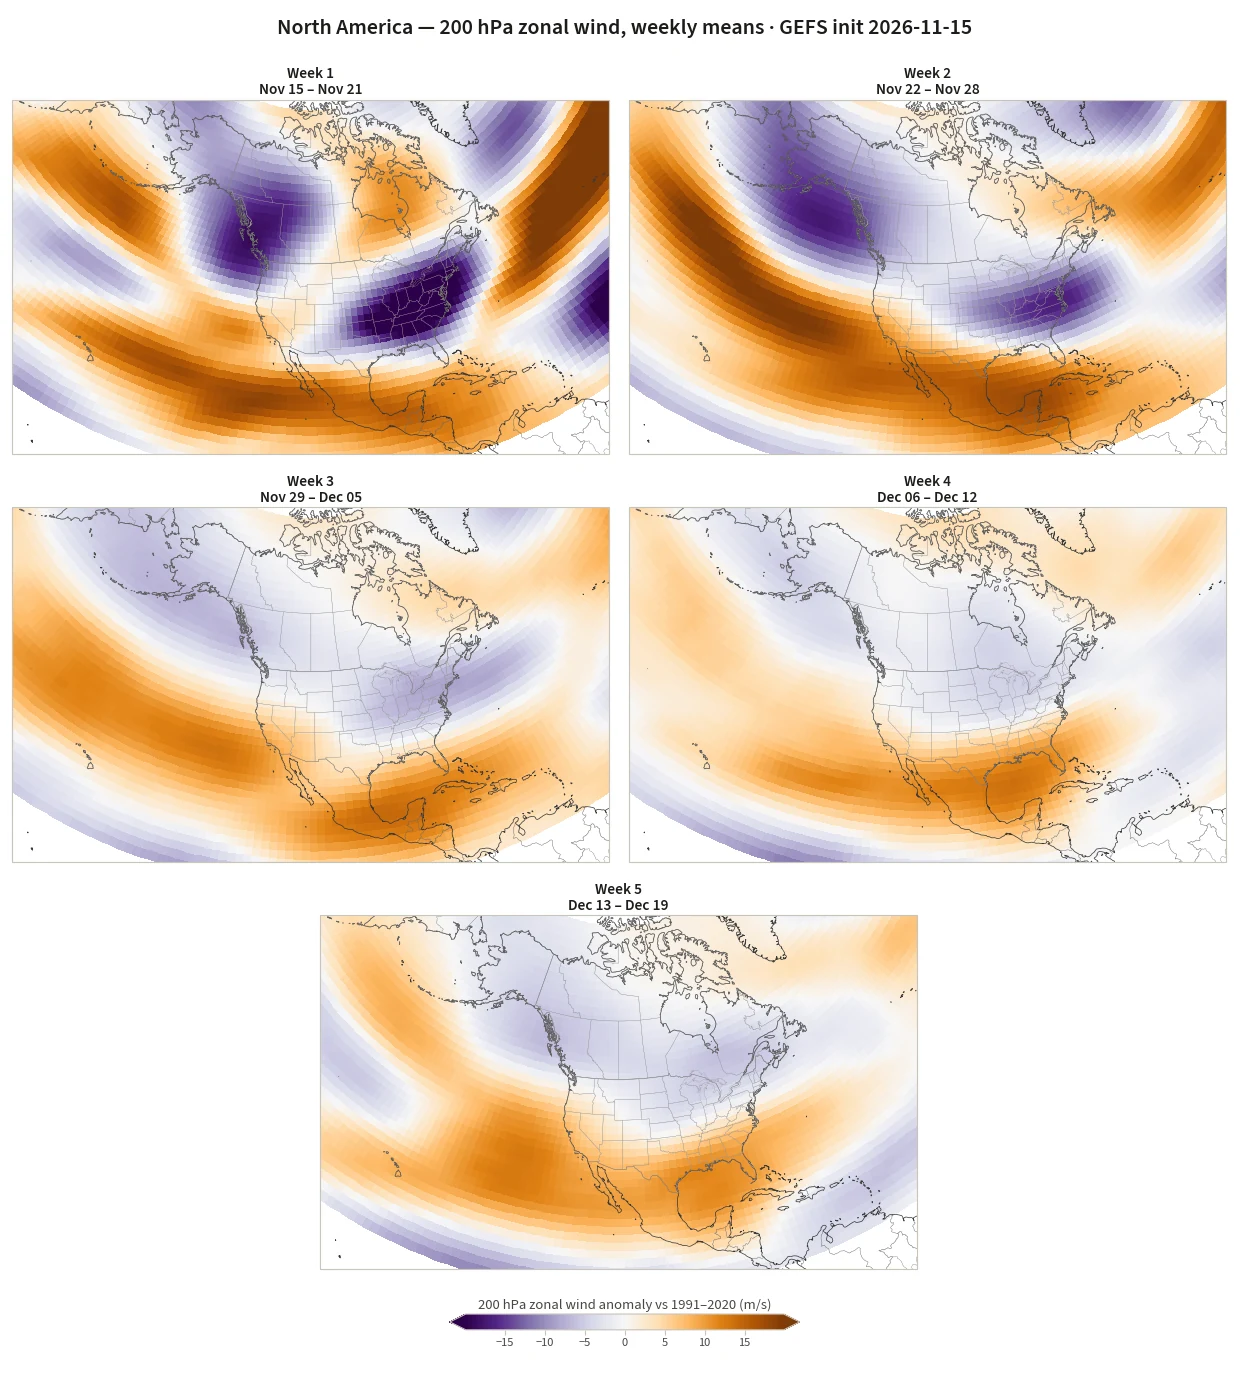 North America — 200 hPa zonal wind, weekly means · GEFS init 2026-11-15
Week 1
Nov 15 – Nov 21
Week 2
Nov 22 – Nov 28
Week 3
Nov 29 – Dec 05
Week 4
Dec 06 – Dec 12
Week 5
Dec 13 – Dec 19
200 hPa zonal wind anomaly vs 1991–2020 (m/s)
−15 −10 −5 0 5 10 15